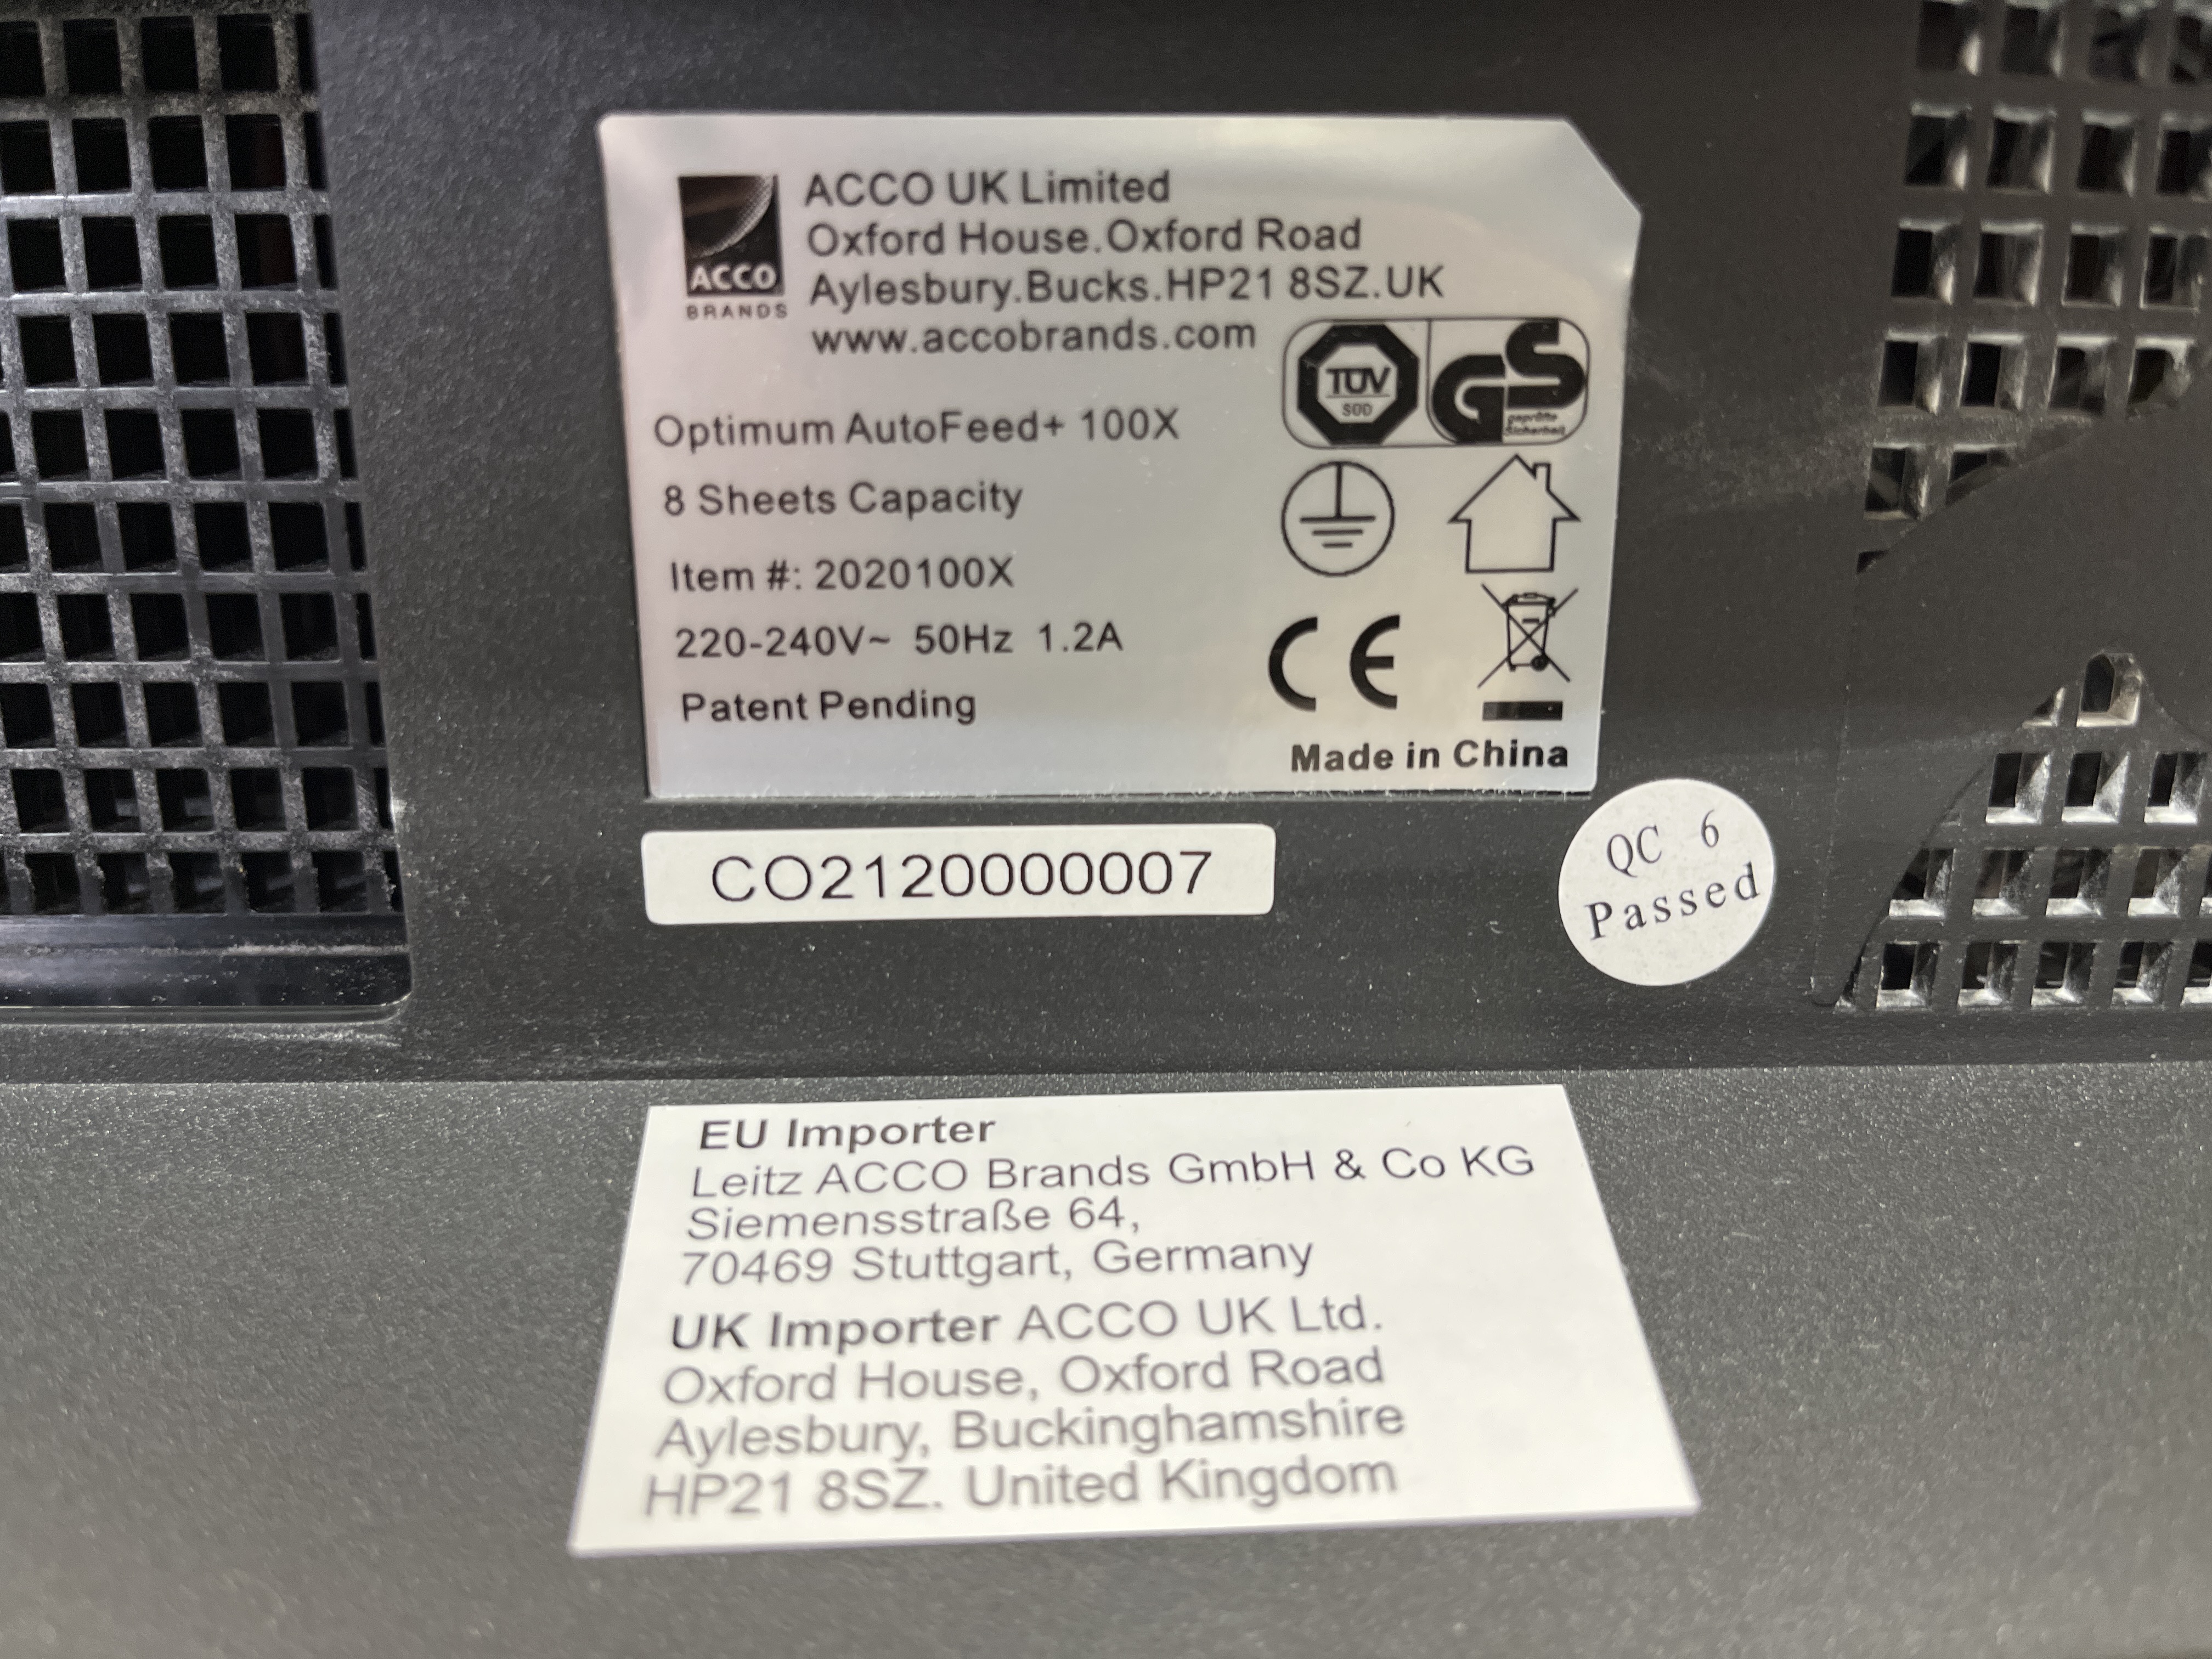 ACCO
BRANDS
ACCO UK Limited
Oxford House.Oxford Road
Aylesbury.Bucks.HP21 8SZ.UK
www.accobrands.com
TÜV
SÜD
GS
geprüfte
Sicherheit
Optimum AutoFeed+ 100X
8 Sheets Capacity
Item #: 2020100X
220-240V~ 50Hz 1.2A
Patent Pending
CE
Made in China
CO2120000007
QC 6
Passed
EU Importer
Leitz ACCO Brands GmbH & Co KG
Siemensstraße 64,
70469 Stuttgart, Germany
UK Importer ACCO UK Ltd.
Oxford House, Oxford Road
Aylesbury, Buckinghamshire
HP21 8SZ. United Kingdom